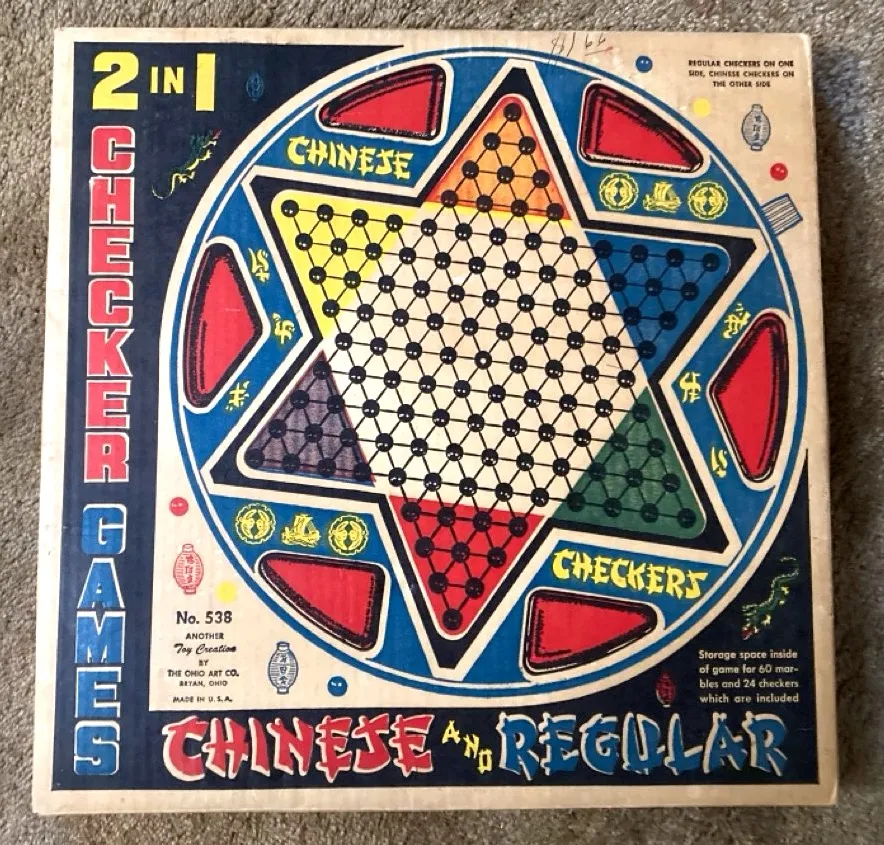 2 IN 1
CHECKER
GAMES
REGULAR CHECKERS ON ONE
SIDE, CHINESE CHECKERS ON
THE OTHER SIDE
CHINESE
CHECKERS
No. 538
ANOTHER
Toy Creation
BY
THE OHIO ART CO.
BRYAN, OHIO
MADE IN U.S.A.
Storage space inside
of game for 60 mar-
bles and 24 checkers
which are included
CHINESE AND REGULAR